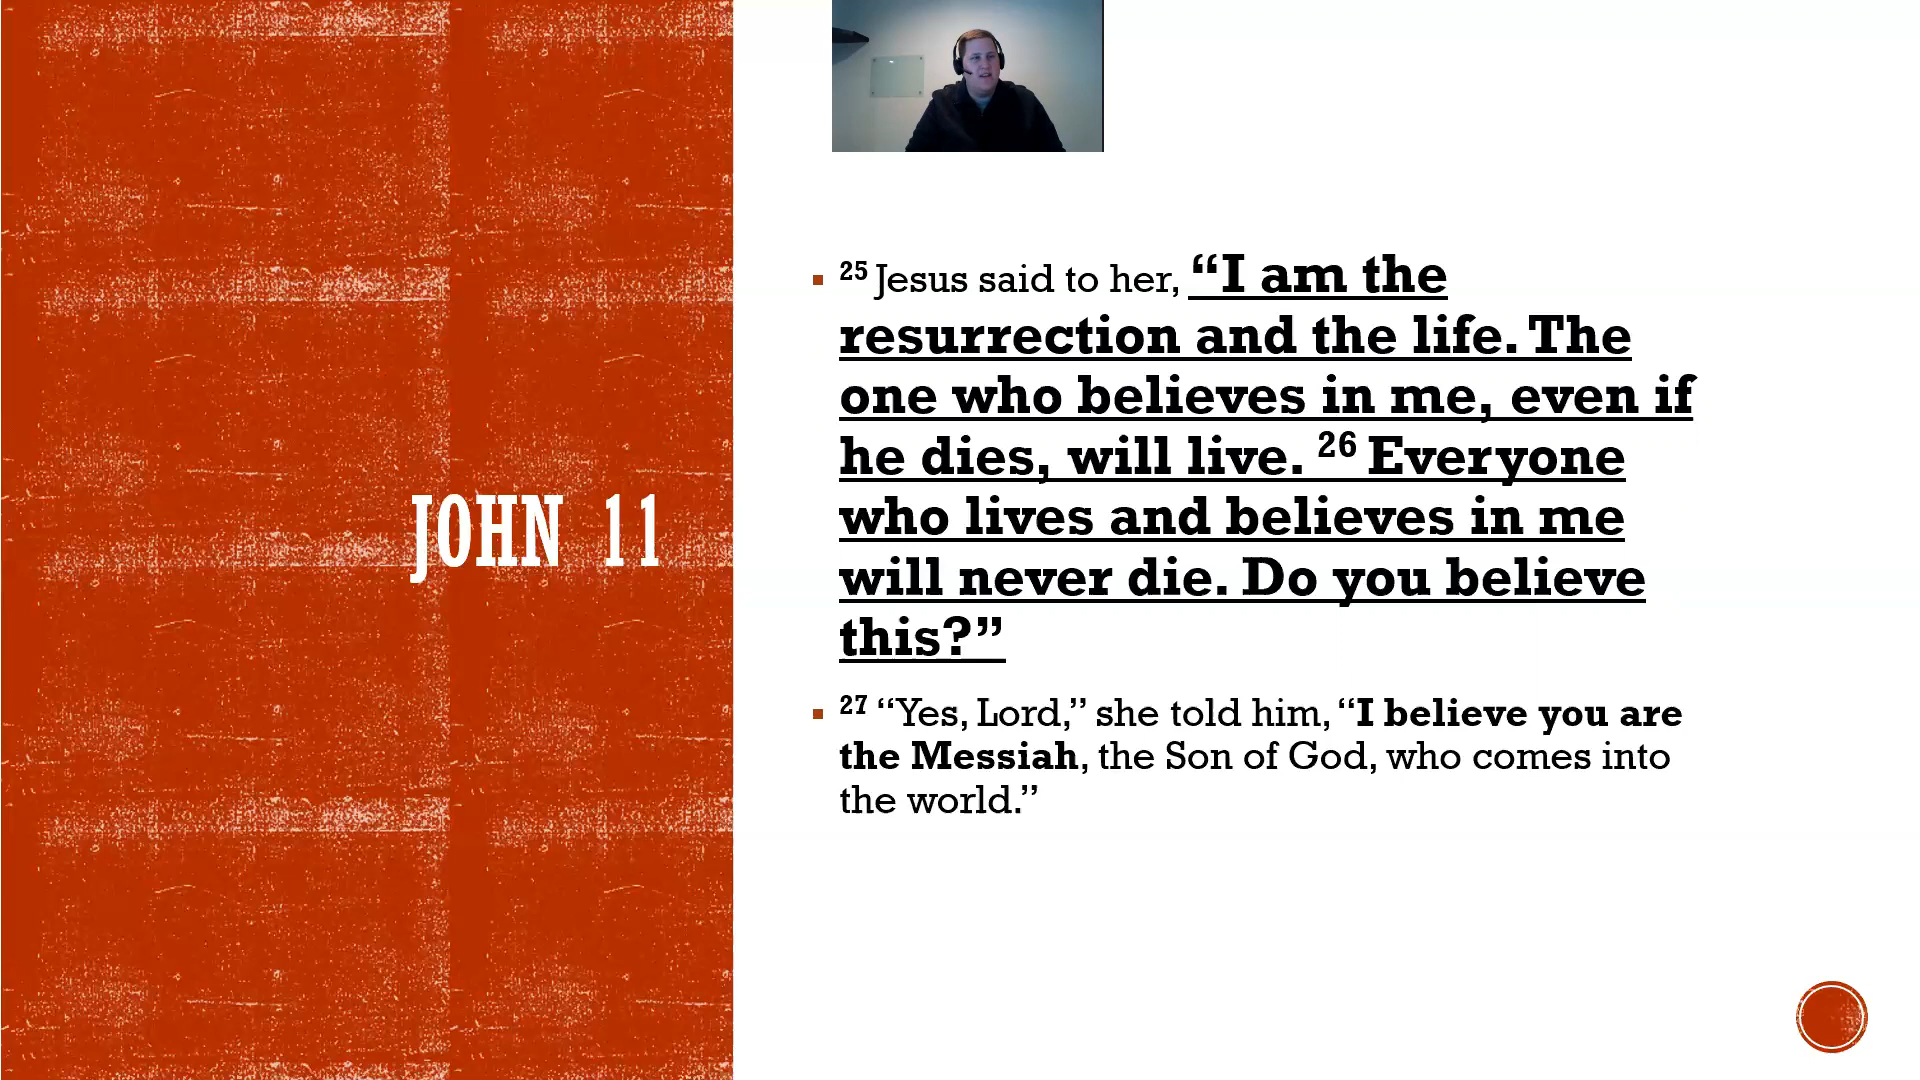 JOHN 11
25 Jesus said to her, “I am the
resurrection and the life. The
one who believes in me, even if
he dies, will live. 26 Everyone
who lives and believes in me
will never die. Do you believe
this?”
27 “Yes, Lord,” she told him, “I believe you are
the Messiah, the Son of God, who comes into
the world.”